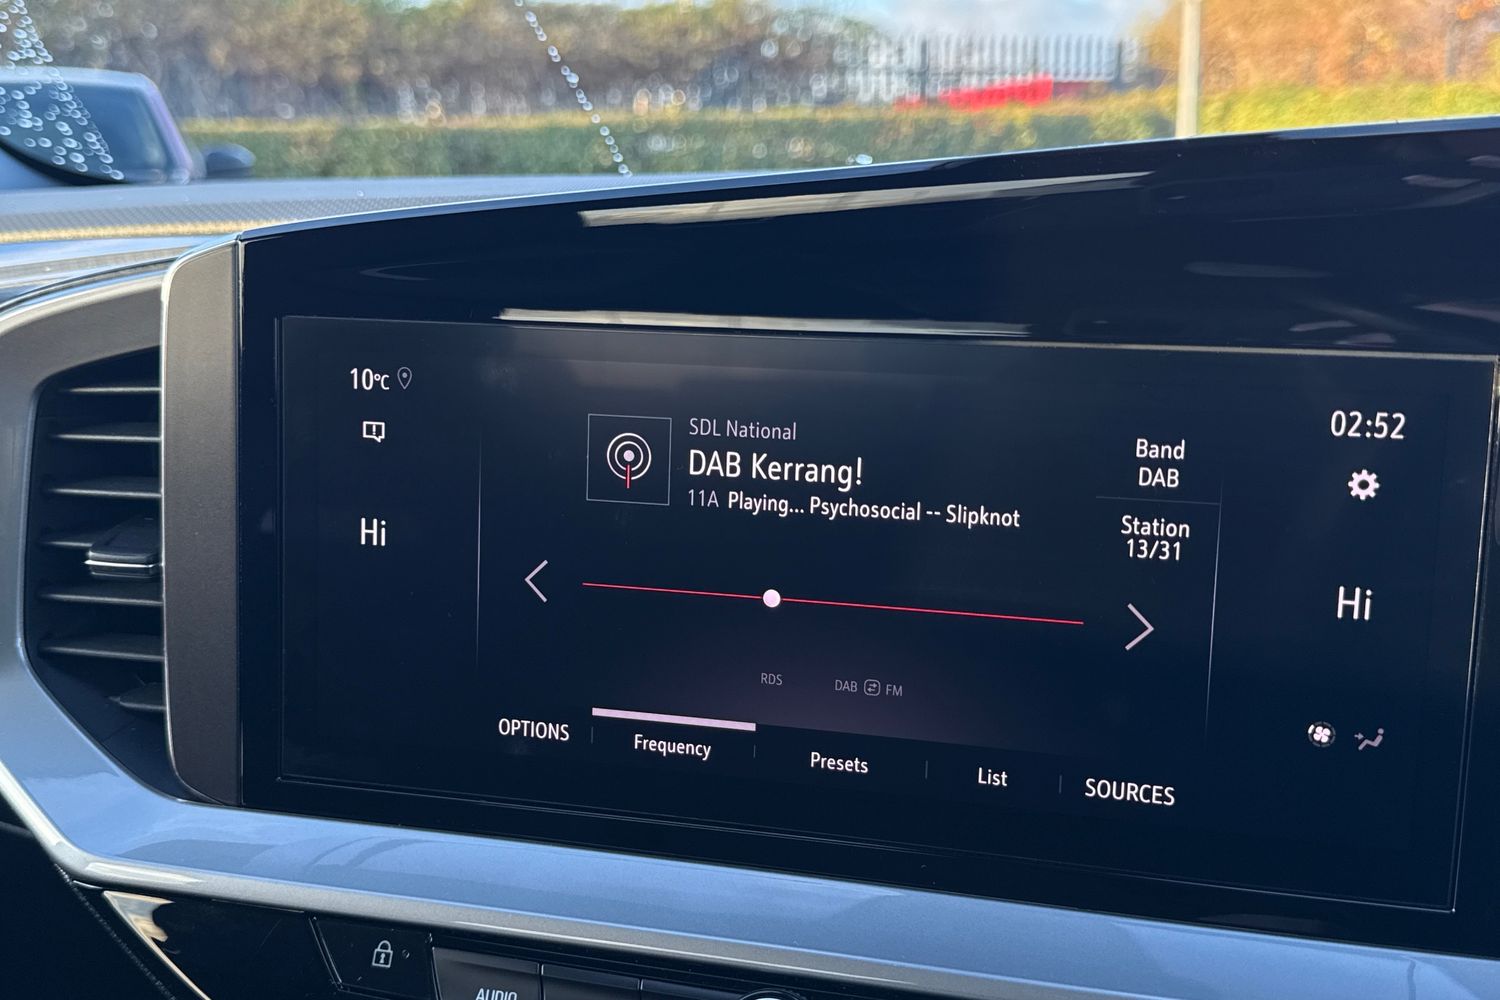 10°C
Hi
SDL National
DAB Kerrang!
11A Playing... Psychosocial -- Slipknot
Band
DAB
Station
13/31
02:52
Hi
RDS
DAB FM
OPTIONS
Frequency
Presets
List
SOURCES
AUDIO